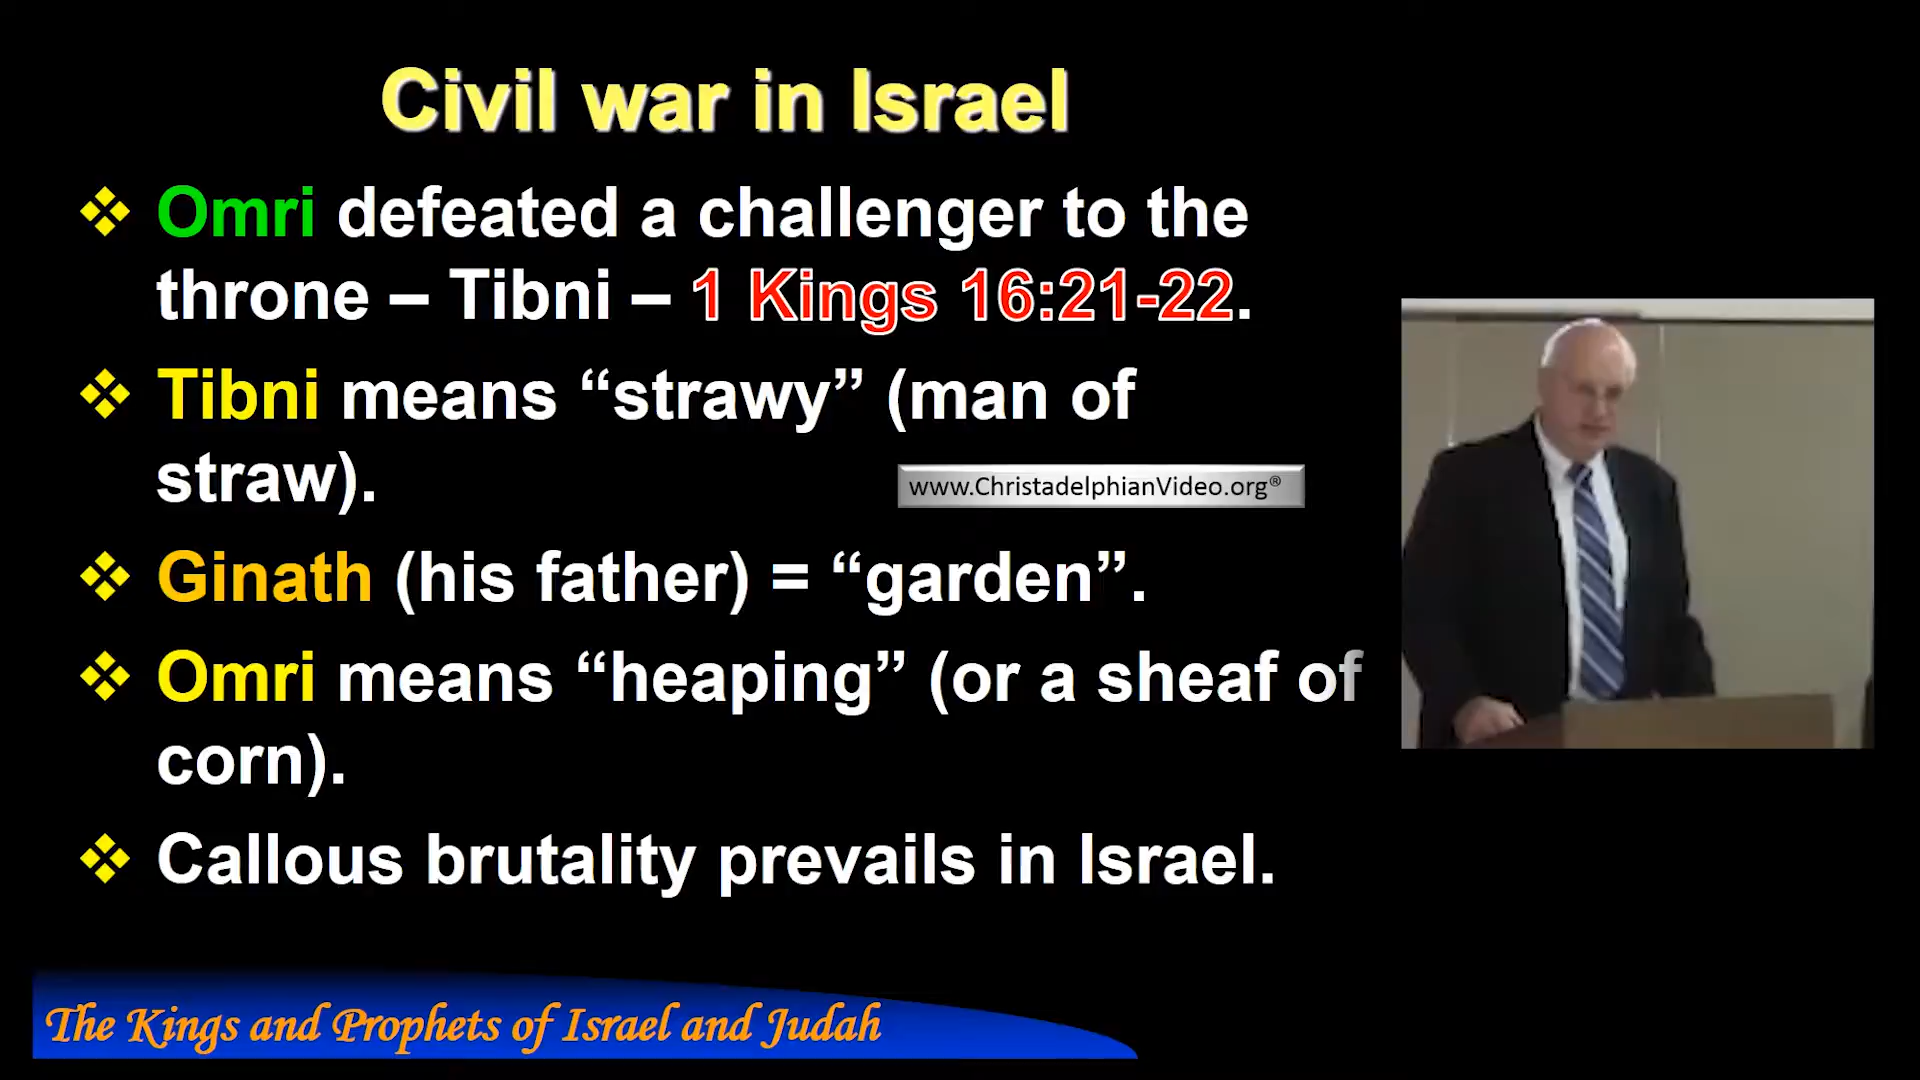 Civil war in Israel
Omri defeated a challenger to the
throne – Tibni – 1 Kings 16:21-22.
Tibni means “strawy” (man of
straw).
www.ChristadelphianVideo.org®
Ginath (his father) = “garden”.
Omri means “heaping” (or a sheaf of
corn).
Callous brutality prevails in Israel.
The Kings and Prophets of Israel and Judah